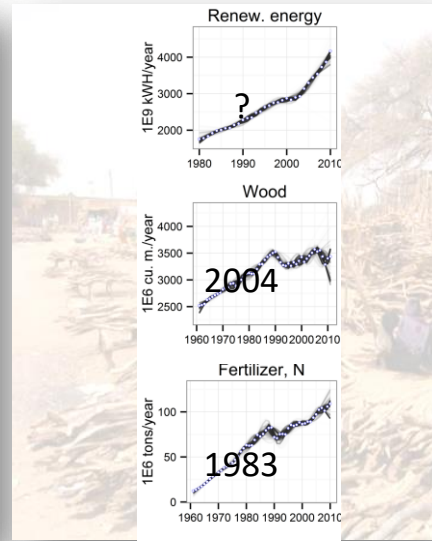 Renew. energy
1E9 kWH/year
4000
3000
2000
?
1980 1990 2000 2010
Wood
1E6 cu. m./year
4000
3500
3000
2500
2004
1960 1970 1980 1990 2000 2010
Fertilizer, N
1E6 tons/year
100
50
0
1983
1960 1970 1980 1990 2000 2010